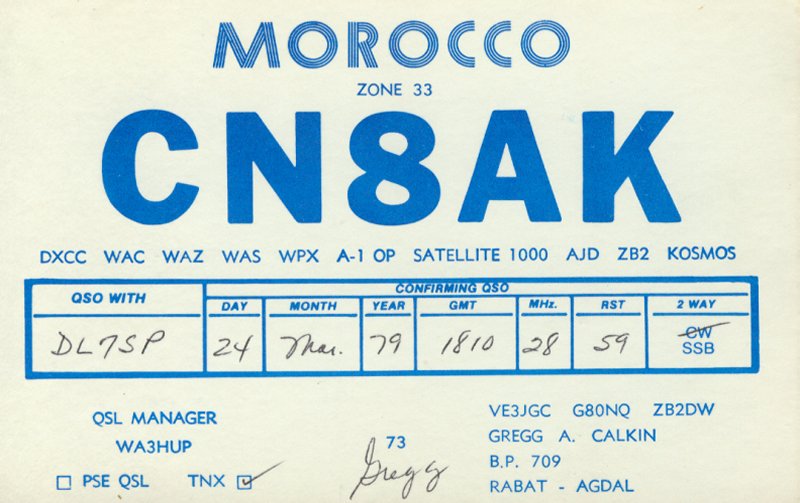 MOROCCO
ZONE 33
CN8AK
DXCC WAC WAZ WAS WPX A-1 OP SATELLITE 1000 AJD ZB2 KOSMOS
QSO WITH CONFIRMING QSO
DAY MONTH YEAR GMT MHz. RST 2 WAY
DL7SP 24 Mar. 79 1810 28 59 CW
SSB
QSL MANAGER
WA3HUP
PSE QSL TNX
73
Gregg
VE3JGC G8ONQ ZB2DW
GREGG A. CALKIN
B.P. 709
RABAT - AGDAL